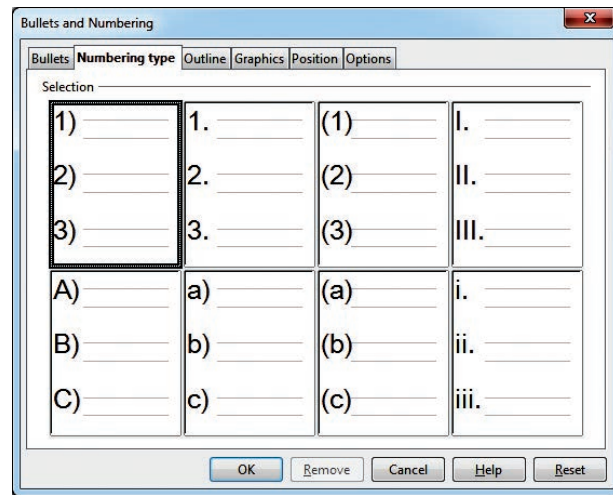 Bullets and Numbering
Bullets Numbering type Outline Graphics Position Options
Selection
1) 1. (1) I.
2) 2. (2) II.
3) 3. (3) III.
A) a) (a) i.
B) b) (b) ii.
C) c) (c) iii.
OK Remove Cancel Help Reset